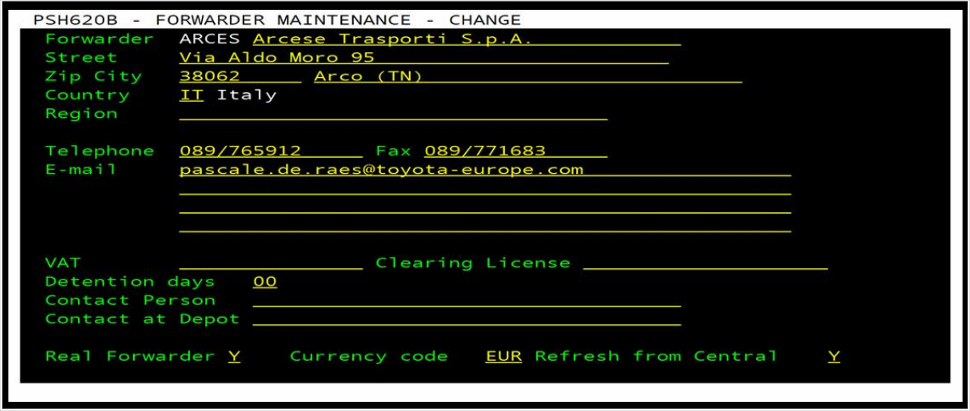 PSH620B - FORWARDER MAINTENANCE - CHANGE
Forwarder ARCES Arcese Trasporti S.p.A.
Street Via Aldo Moro 95
Zip City 38062 Arco (TN)
Country IT Italy
Region
Telephone 089/765912 Fax 089/771683
E-mail pascale.de.raes@toyota-europe.com
VAT Clearing License
Detention days 00
Contact Person
Contact at Depot
Real Forwarder Y Currency code EUR Refresh from Central Y